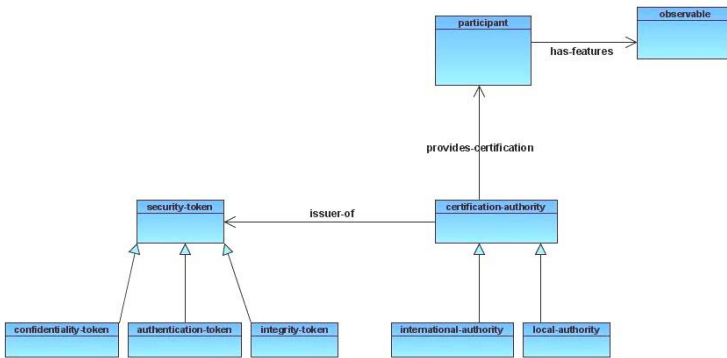 participant
observable
has-features
provides-certification
security-token
issuer-of
certification-authority
confidentiality-token
authentication-token
integrity-token
international-authority
local-authority